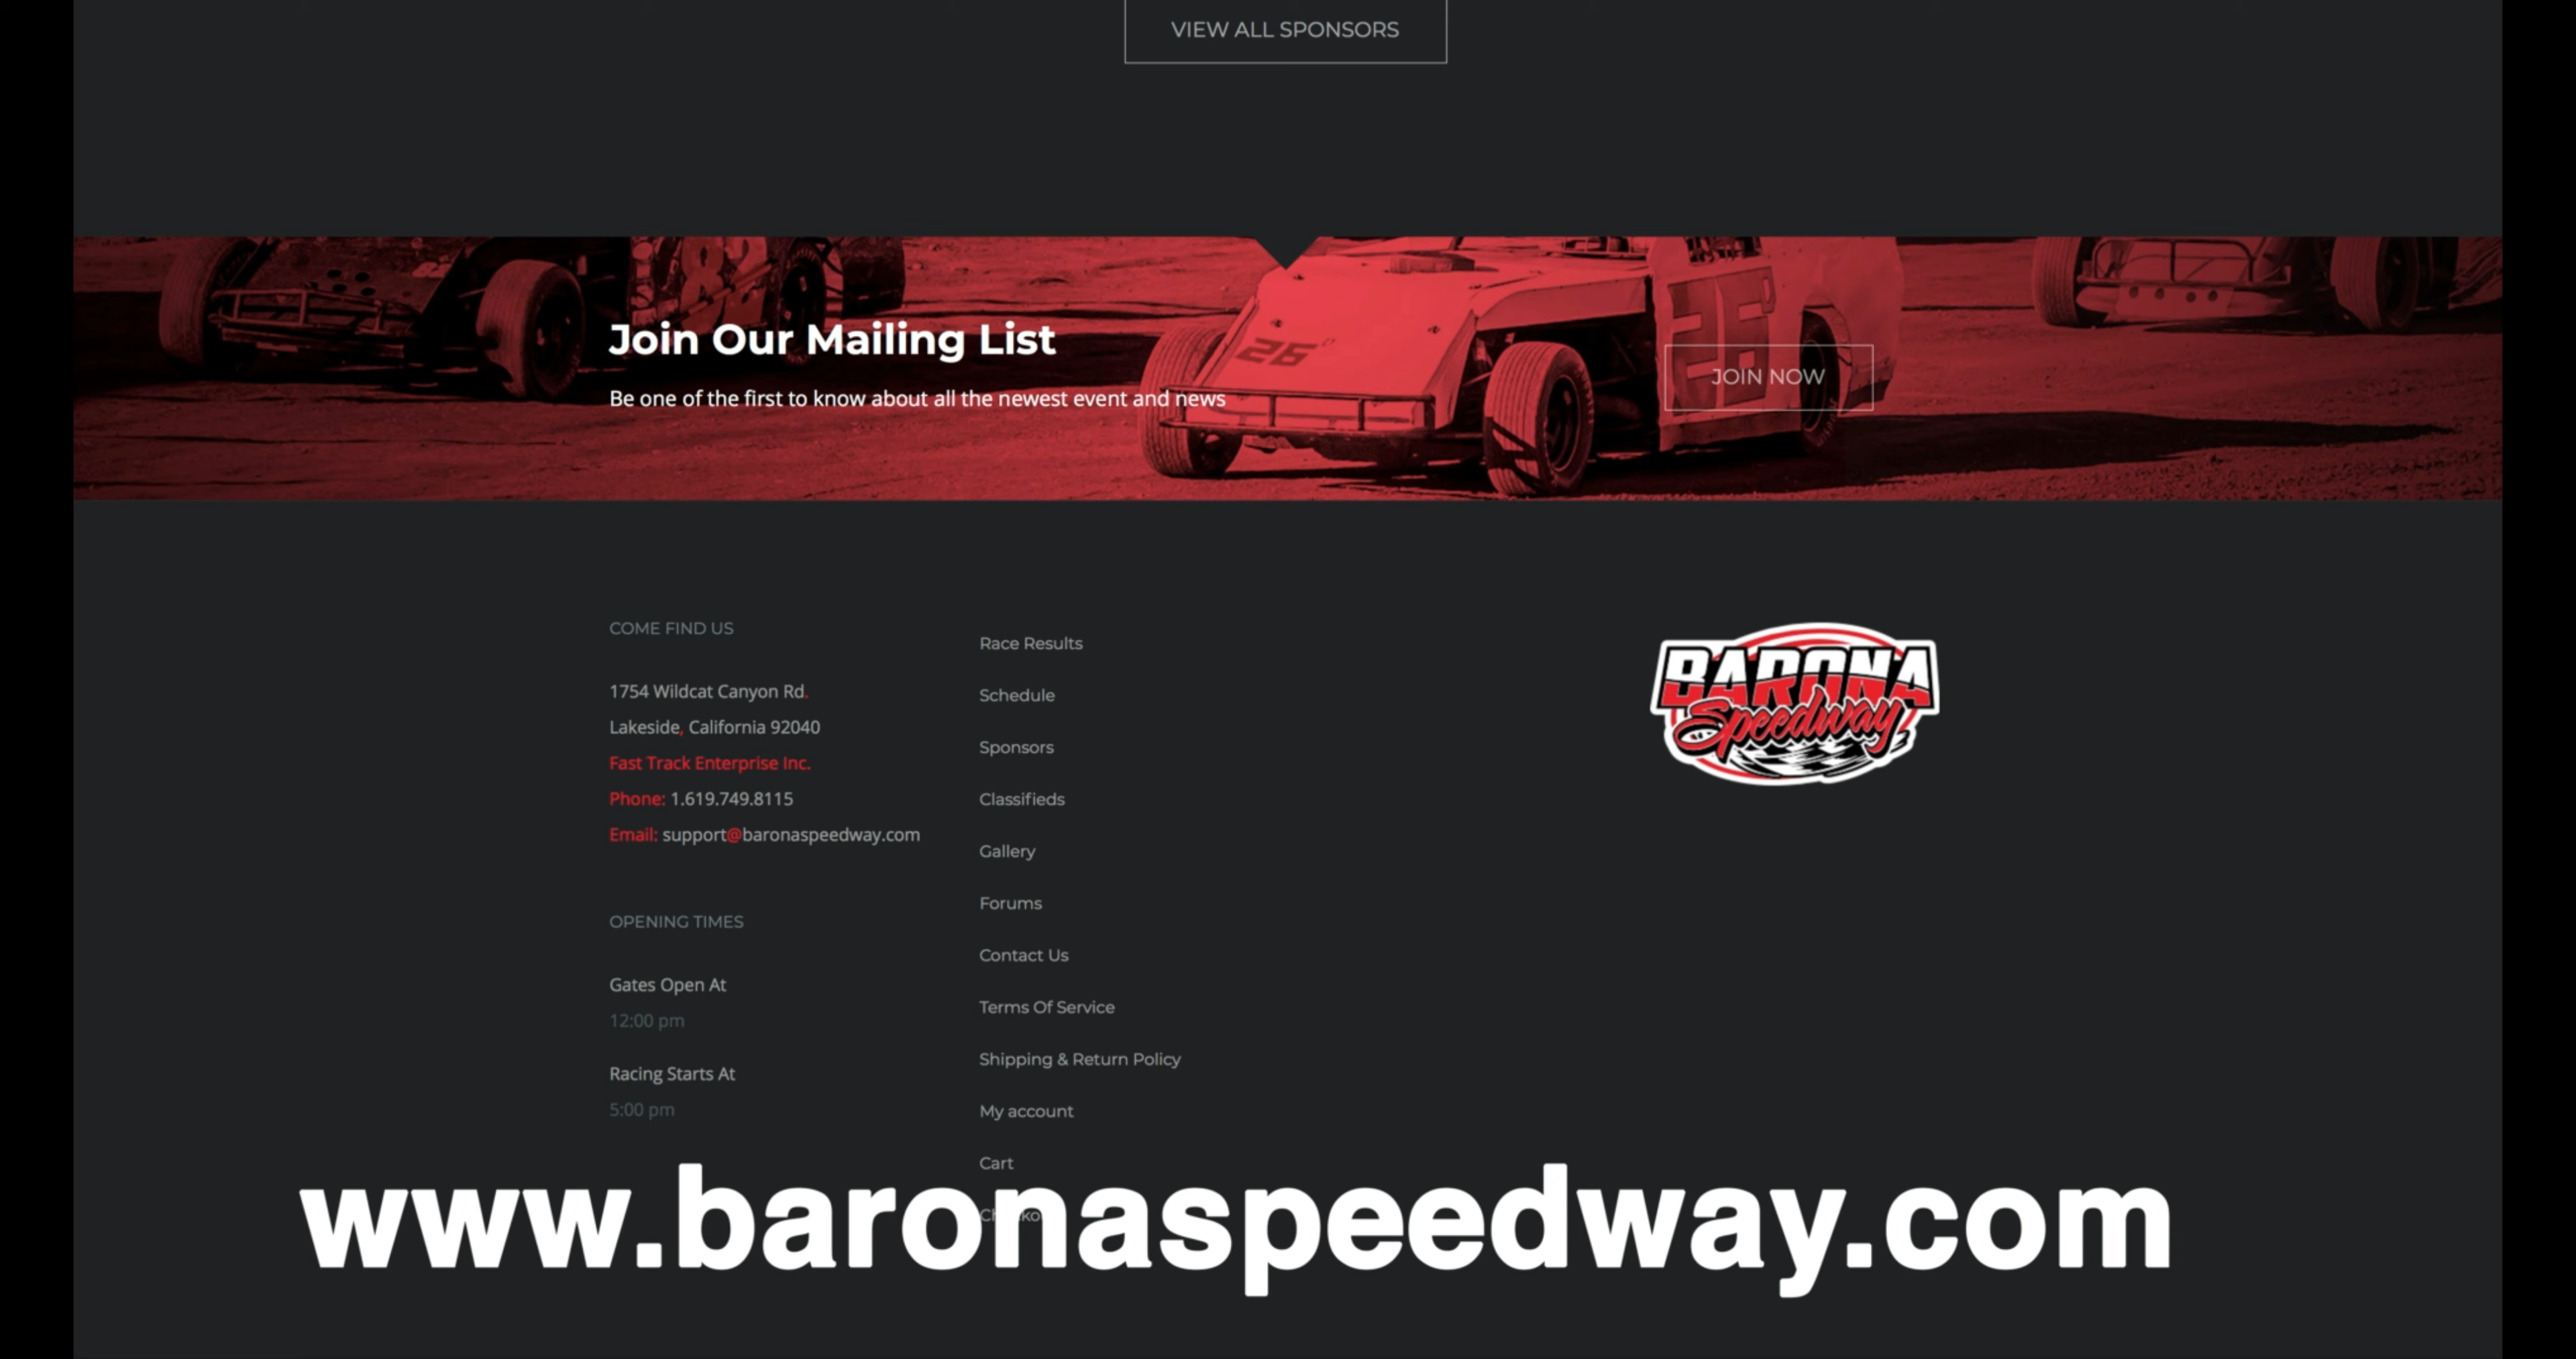 VIEW ALL SPONSORS
Join Our Mailing List
Be one of the first to know about all the newest event and news
JOIN NOW
26
26
COME FIND US
1754 Wildcat Canyon Rd.
Lakeside, California 92040
Fast Track Enterprise Inc.
Phone: 1.619.749.8115
Email: support@baronaspeedway.com
OPENING TIMES
Gates Open At
12:00 pm
Racing Starts At
5:00 pm
Race Results
Schedule
Sponsors
Classifieds
Gallery
Forums
Contact Us
Terms Of Service
Shipping & Return Policy
My account
Cart
BARONA
Speedway
www.baronaspeedway.com